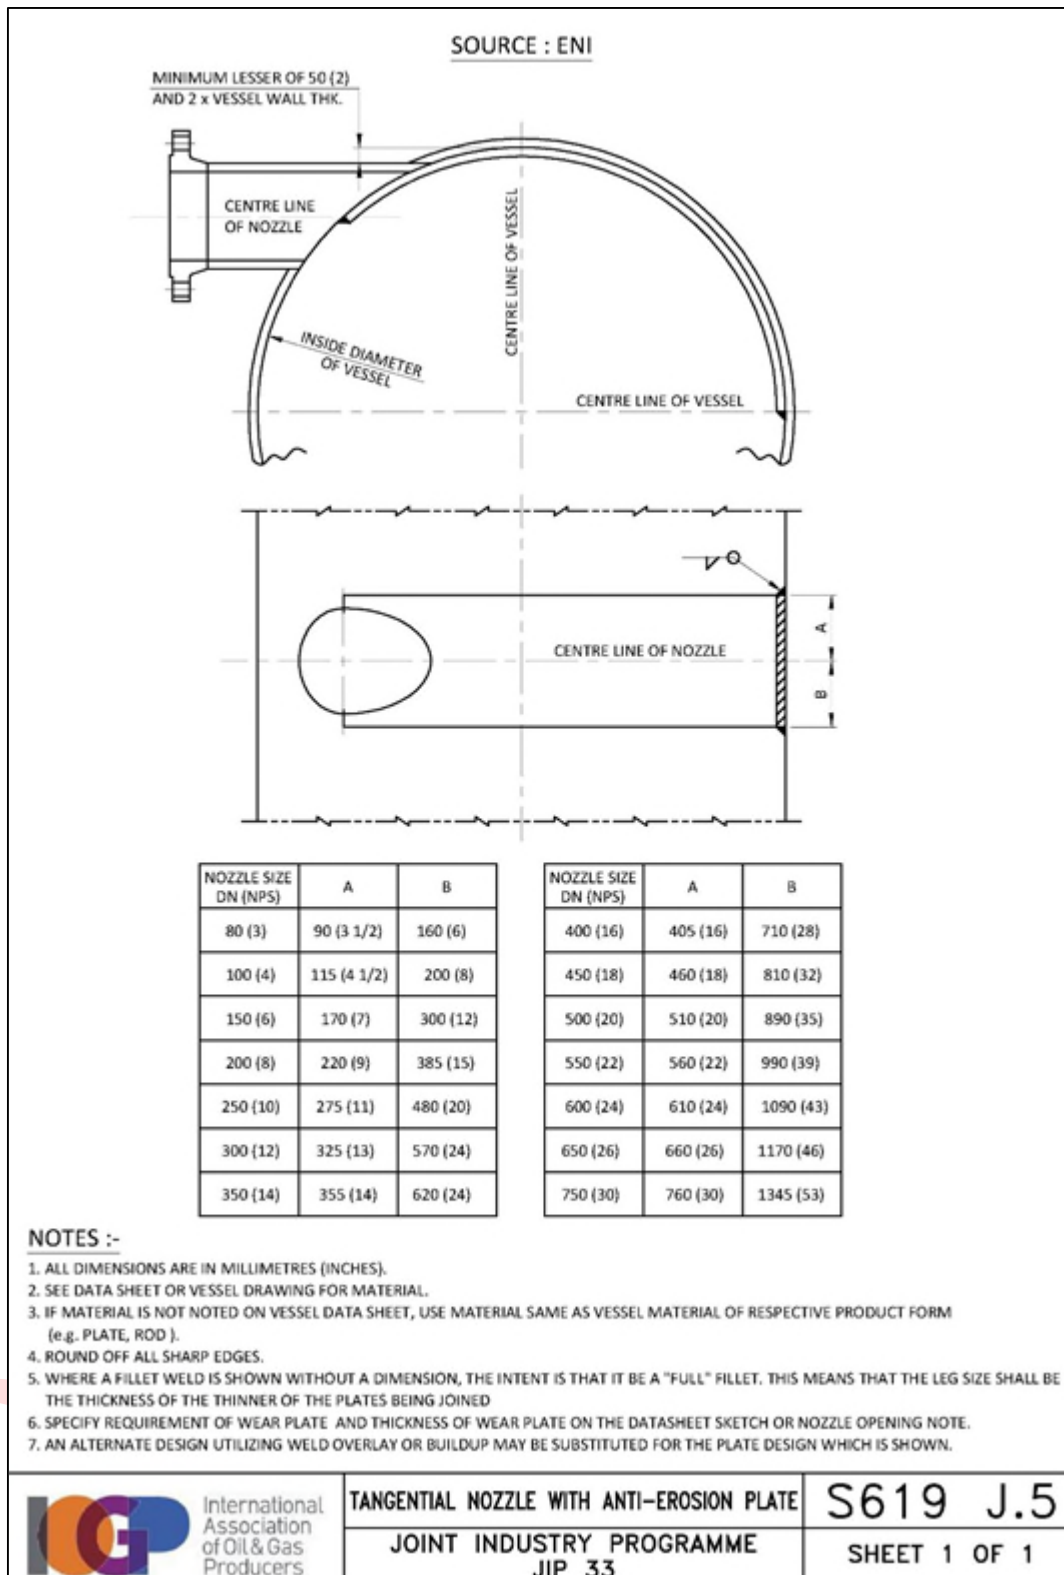 SOURCE : ENI
MINIMUM LESSER OF 50 (2)
AND 2 x VESSEL WALL THK.
CENTRE LINE
OF NOZZLE
CENTRE LINE OF VESSEL
INSIDE DIAMETER
OF VESSEL
CENTRE LINE OF VESSEL
A
CENTRE LINE OF NOZZLE
B
NOZZLE SIZE
DN (NPS)
A
B
80 (3) 90 (3 1/2) 160 (6)
100 (4) 115 (4 1/2) 200 (8)
150 (6) 170 (7) 300 (12)
200 (8) 220 (9) 385 (15)
250 (10) 275 (11) 480 (20)
300 (12) 325 (13) 570 (24)
350 (14) 355 (14) 620 (24)
NOZZLE SIZE
DN (NPS)
A
B
400 (16) 405 (16) 710 (28)
450 (18) 460 (18) 810 (32)
500 (20) 510 (20) 890 (35)
550 (22) 560 (22) 990 (39)
600 (24) 610 (24) 1090 (43)
650 (26) 660 (26) 1170 (46)
750 (30) 760 (30) 1345 (53)
NOTES :-
1. ALL DIMENSIONS ARE IN MILLIMETRES (INCHES).
2. SEE DATA SHEET OR VESSEL DRAWING FOR MATERIAL.
3. IF MATERIAL IS NOT NOTED ON VESSEL DATA SHEET, USE MATERIAL SAME AS VESSEL MATERIAL OF RESPECTIVE PRODUCT FORM
(e.g. PLATE, ROD ).
4. ROUND OFF ALL SHARP EDGES.
5. WHERE A FILLET WELD IS SHOWN WITHOUT A DIMENSION, THE INTENT IS THAT IT BE A "FULL" FILLET. THIS MEANS THAT THE LEG SIZE SHALL BE
THE THICKNESS OF THE THINNER OF THE PLATES BEING JOINED
6. SPECIFY REQUIREMENT OF WEAR PLATE AND THICKNESS OF WEAR PLATE ON THE DATASHEET SKETCH OR NOZZLE OPENING NOTE.
7. AN ALTERNATE DESIGN UTILIZING WELD OVERLAY OR BUILDUP MAY BE SUBSTITUTED FOR THE PLATE DESIGN WHICH IS SHOWN.
IOGP
International
Association
of Oil & Gas
Producers
TANGENTIAL NOZZLE WITH ANTI-EROSION PLATE
JOINT INDUSTRY PROGRAMME
JIP 33
S619 J.5
SHEET 1 OF 1